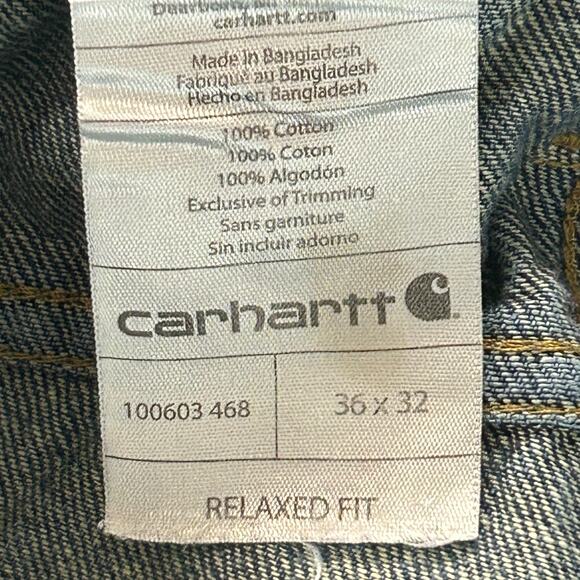 carhartt.com
Made in Bangladesh
Fabriqué au Bangladesh
Hecho en Bangladesh
100% Cotton
100% Coton
100% Algodón
Exclusive of Trimming
Sans garniture
Sin incluir adorno
carhartt
100603 468
36 x 32
RELAXED FIT